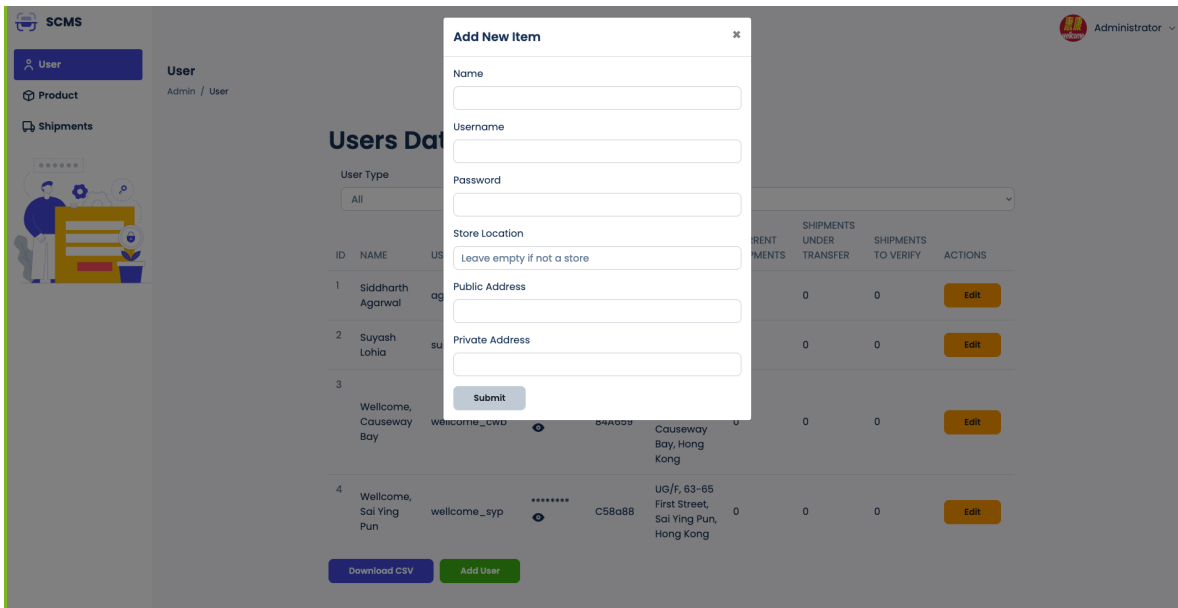 SCMS
Administrator
User
Product
Shipments
User
Admin / User
Add New Item
Name
Username
Password
Store Location
Leave empty if not a store
Public Address
Private Address
Submit
Users
User Type
All
ID NAME SHIPMENTS UNDER TRANSFER SHIPMENTS TO VERIFY ACTIONS
1 Siddharth Agarwal 0 0 Edit
2 Suyash Lohia 0 0 Edit
3 Wellcome, Causeway Bay wellcome_cwb 84A659 Causeway Bay, Hong Kong 0 0 0 Edit
4 Wellcome, Sai Ying Pun wellcome_syp ******** C58a88 UG/F, 63-65 First Street, Sai Ying Pun, Hong Kong 0 0 0 Edit
Download CSV
Add User